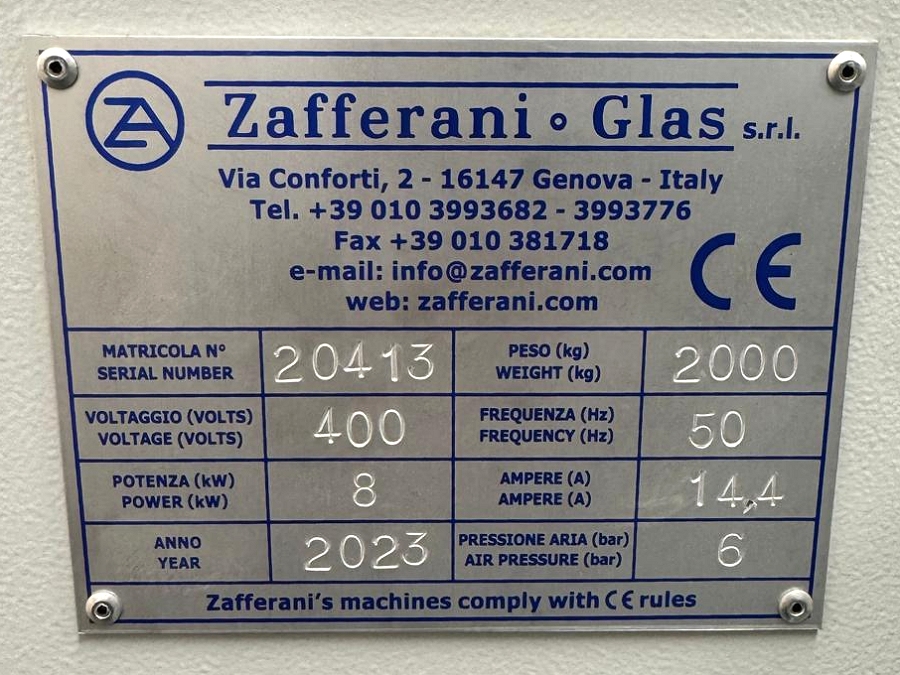 ZA
Zafferani ∘ Glas s.r.l.
Via Conforti, 2 - 16147 Genova - Italy
Tel. +39 010 3993682 - 3993776
Fax +39 010 381718
e-mail: info@zafferani.com
web: zafferani.com
CE
MATRICOLA N°
SERIAL NUMBER
20413
PESO (kg)
WEIGHT (kg)
2000
VOLTAGGIO (VOLTS)
VOLTAGE (VOLTS)
400
FREQUENZA (Hz)
FREQUENCY (Hz)
50
POTENZA (kW)
POWER (kW)
8
AMPERE (A)
AMPERE (A)
14,4
ANNO
YEAR
2023
PRESSIONE ARIA (bar)
AIR PRESSURE (bar)
6
Zafferani's machines comply with CE rules